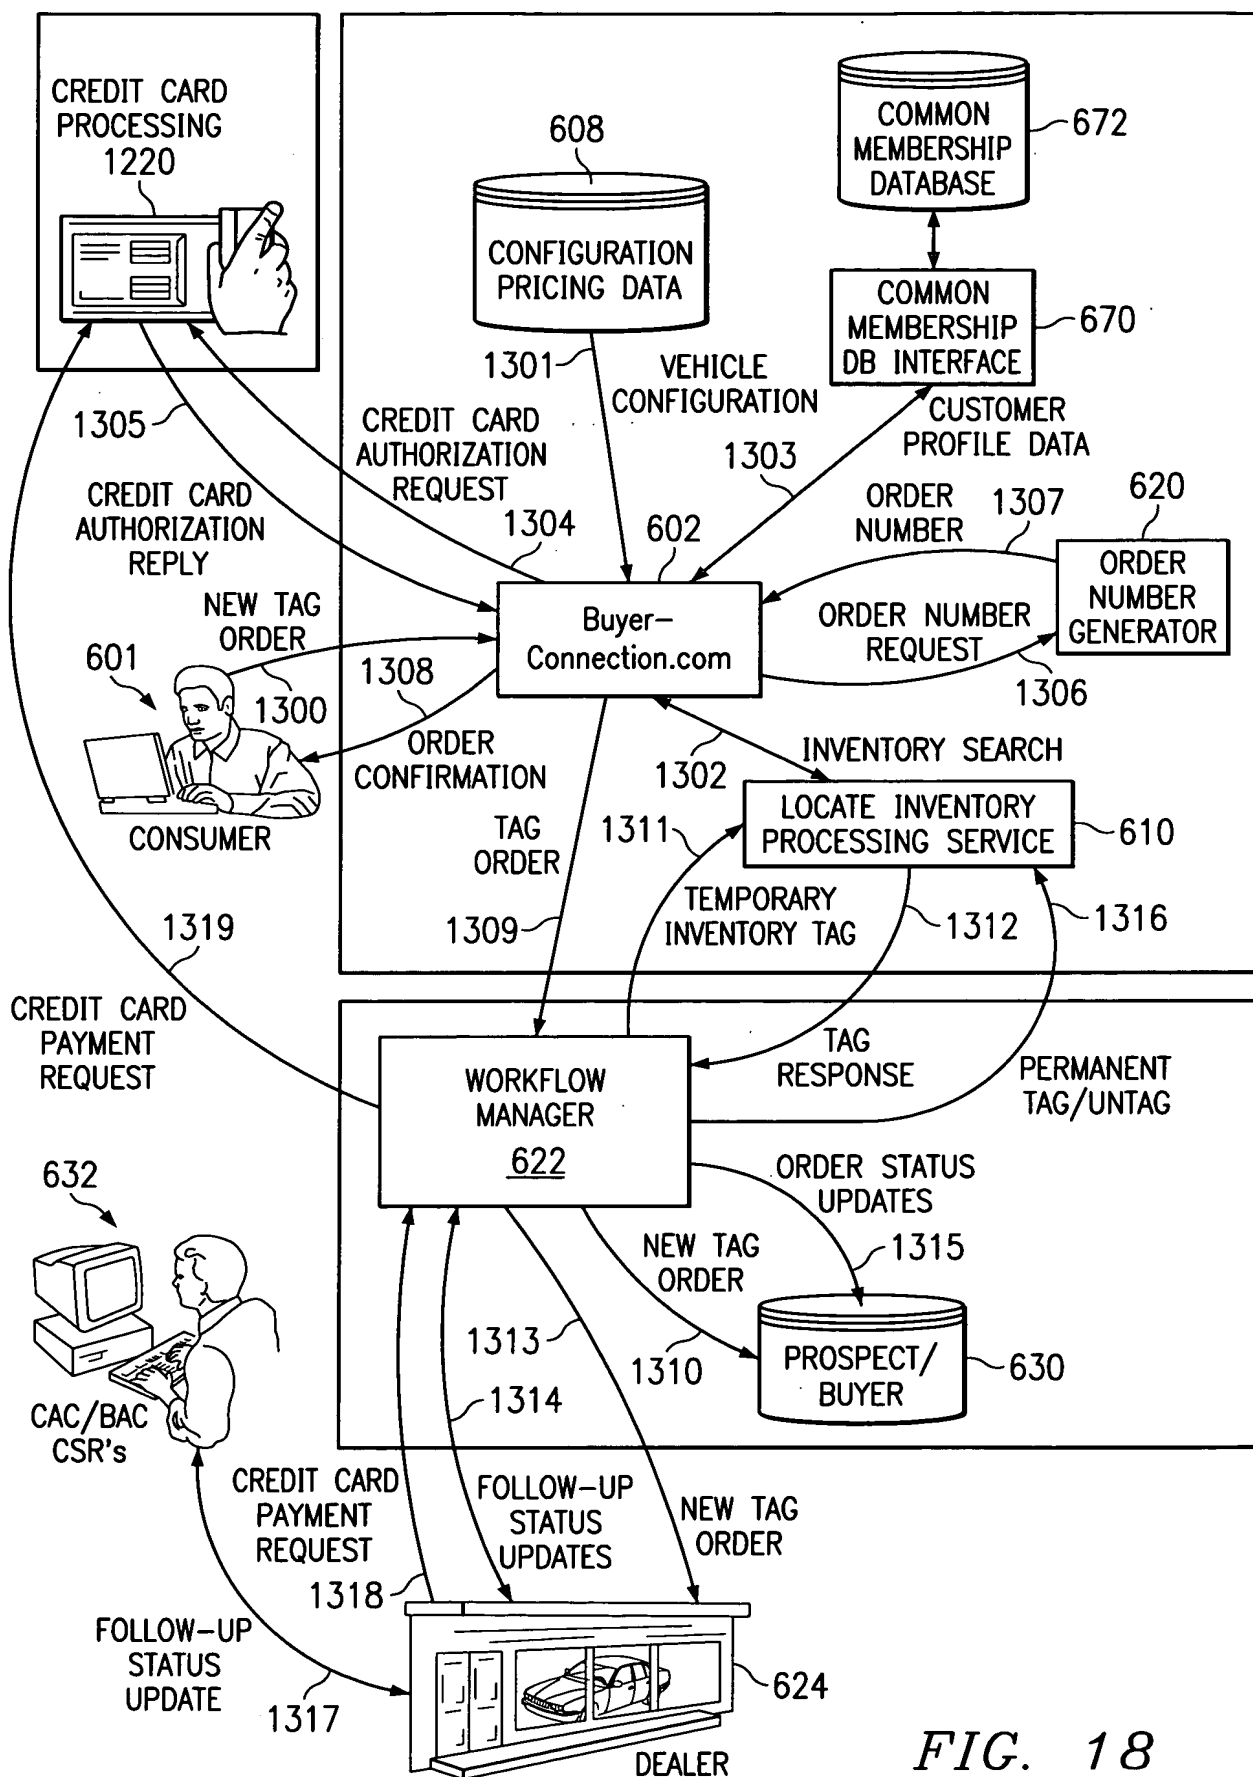 CREDIT CARD
PROCESSING
1220
608
CONFIGURATION
PRICING DATA
COMMON
MEMBERSHIP
DATABASE
672
COMMON
MEMBERSHIP
DB INTERFACE
670
1301
VEHICLE
CONFIGURATION
1305
CREDIT CARD
AUTHORIZATION
REQUEST
CUSTOMER
PROFILE DATA
1303
CREDIT CARD
AUTHORIZATION
REPLY
1304
602
ORDER
NUMBER
1307
620
ORDER
NUMBER
GENERATOR
Buyer-
Connection.com
ORDER NUMBER
REQUEST
1306
NEW TAG
ORDER
601
1300
1308
ORDER
CONFIRMATION
CONSUMER
1302
INVENTORY SEARCH
LOCATE INVENTORY
PROCESSING SERVICE
610
TAG
ORDER
1311
1309
TEMPORARY
INVENTORY TAG
1312
1316
1319
CREDIT CARD
PAYMENT
REQUEST
WORKFLOW
MANAGER
622
TAG
RESPONSE
PERMANENT
TAG/UNTAG
ORDER STATUS
UPDATES
632
NEW TAG
ORDER
1315
1313
1310
PROSPECT/
BUYER
630
1314
CAC/BAC
CSR's
CREDIT CARD
PAYMENT
REQUEST
1318
FOLLOW-UP
STATUS
UPDATES
NEW TAG
ORDER
FOLLOW-UP
STATUS
UPDATE
1317
624
DEALER
FIG. 18